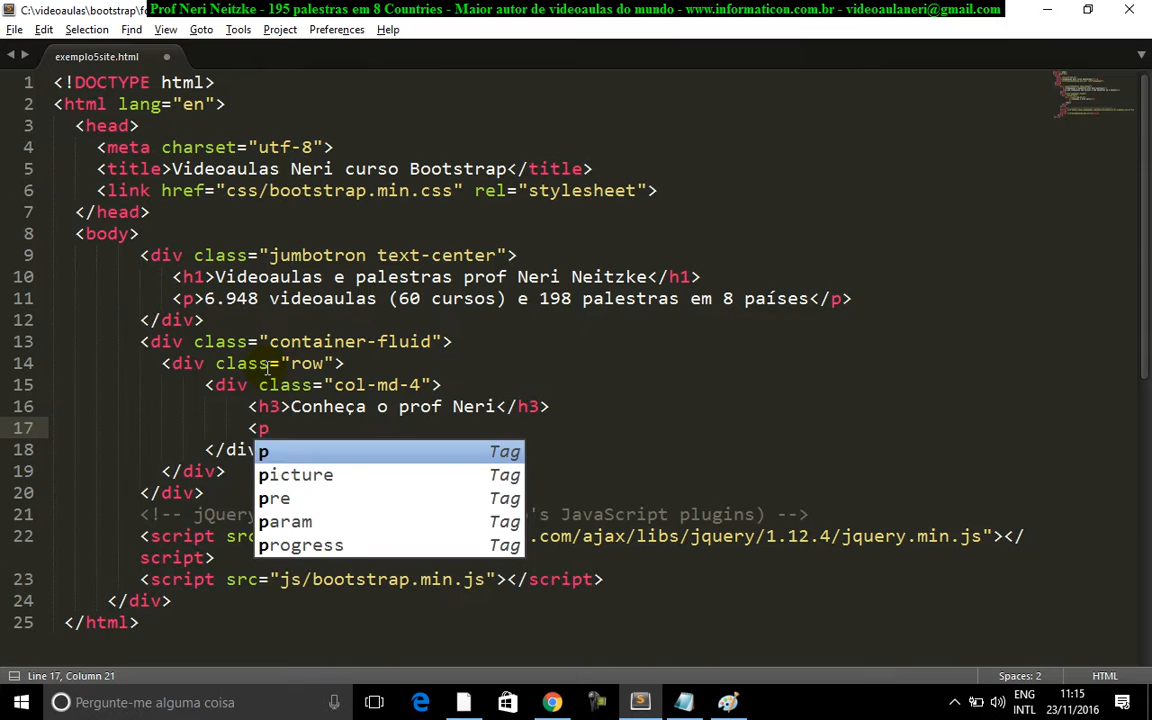 C:\videoaulas\bootstrap\fo
Prof Neri Neitzke - 195 palestras em 8 Countries - Maior autor de videoaulas do mundo - www.informaticon.com.br - videoaulaneri@gmail.com
File Edit Selection Find View Goto Tools Project Preferences Help
exemplo5site.html
1 <!DOCTYPE html>
2 <html lang="en">
3 <head>
4 <meta charset="utf-8">
5 <title>Videoaulas Neri curso Bootstrap</title>
6 <link href="css/bootstrap.min.css" rel="stylesheet">
7 </head>
8 <body>
9 <div class="jumbotron text-center">
10 <h1>Videoaulas e palestras prof Neri Neitzke</h1>
11 <p>6.948 videoaulas (60 cursos) e 198 palestras em 8 países</p>
12 </div>
13 <div class="container-fluid">
14 <div class="row">
15 <div class="col-md-4">
16 <h3>Conheça o prof Neri</h3>
17 <p
p Tag
18 </div
picture Tag
19 </div>
pre Tag
20 </div>
param Tag
21 <!-- jQuery 's JavaScript plugins) -->
22 <script src .com/ajax/libs/jquery/1.12.4/jquery.min.js"></
progress Tag
script>
23 <script src="js/bootstrap.min.js"></script>
24 </div>
25 </html>
Line 17, Column 21 Spaces: 2 HTML
Pergunte-me alguma coisa
ENG
INTL
11:15
23/11/2016